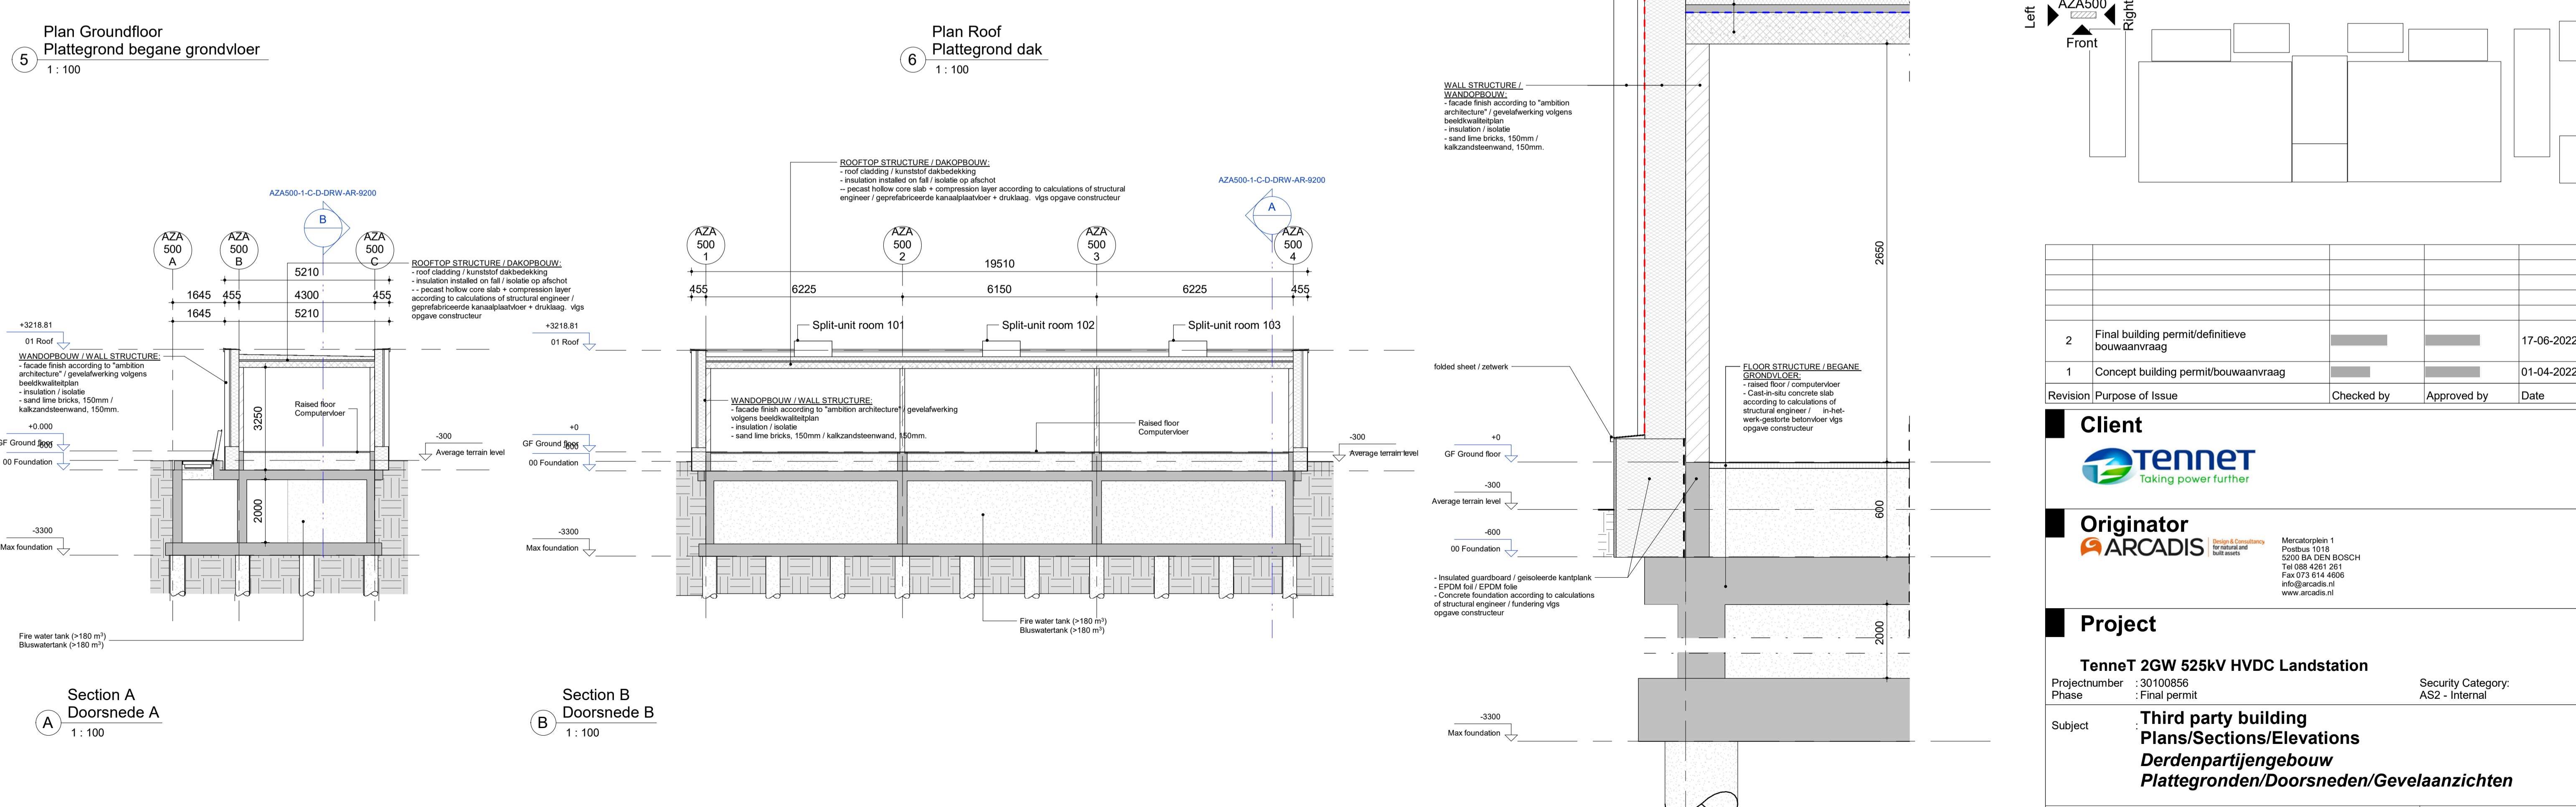 Plan Groundfloor
Plattegrond begane grondvloer
5
1 : 100
Plan Roof
Plattegrond dak
6
1 : 100
AZA500-1-C-D-DRW-AR-9200
B
AZA
500
A
AZA
500
B
AZA
500
C
5210
1645 455 4300 455
1645 5210
ROOFTOP STRUCTURE / DAKOPBOUW:
- roof cladding / kunststof dakbedekking
- insulation installed on fall / isolatie op afschot
- - pecast hollow core slab + compression layer
according to calculations of structural engineer /
geprefabriceerde kanaalplaatvloer + druklaag. vlgs
opgave constructeur
+3218.81
01 Roof
WANDOPBOUW / WALL STRUCTURE:
- facade finish according to "ambition
architecture" / gevelafwerking volgens
beeldkwaliteitplan
- insulation / isolatie
- sand lime bricks, 150mm /
kalkzandsteenwand, 150mm.
3250
Raised floor
Computervloer
+0.000
GF Ground floor
-600
00 Foundation
-300
Average terrain level
2000
-3300
Max foundation
Fire water tank (>180 m³)
Bluswatertank (>180 m³)
Section A
Doorsnede A
A
1 : 100
ROOFTOP STRUCTURE / DAKOPBOUW:
- roof cladding / kunststof dakbedekking
- insulation installed on fall / isolatie op afschot
-- pecast hollow core slab + compression layer according to calculations of structural
engineer / geprefabriceerde kanaalplaatvloer + druklaag. vlgs opgave constructeur
AZA500-1-C-D-DRW-AR-9200
A
AZA
500
1
AZA
500
2
AZA
500
3
AZA
500
4
19510
455 6225 6150 6225 455
+3218.81
01 Roof
Split-unit room 101
Split-unit room 102
Split-unit room 103
WANDOPBOUW / WALL STRUCTURE:
- facade finish according to "ambition architecture" / gevelafwerking
volgens beeldkwaliteitplan
- insulation / isolatie
- sand lime bricks, 150mm / kalkzandsteenwand, 150mm.
Raised floor
Computervloer
+0
GF Ground floor
-600
00 Foundation
-300
Average terrain level
-3300
Max foundation
Fire water tank (>180 m³)
Bluswatertank (>180 m³)
Section B
Doorsnede B
B
1 : 100
WALL STRUCTURE /
WANDOPBOUW:
- facade finish according to "ambition
architecture" / gevelafwerking volgens
beeldkwaliteitplan
- insulation / isolatie
- sand lime bricks, 150mm /
kalkzandsteenwand, 150mm.
2650
folded sheet / zetwerk
FLOOR STRUCTURE / BEGANE
GRONDVLOER:
- raised floor / computervloer
- Cast-in-situ concrete slab
according to calculations of
structural engineer / in-het-
werk-gestorte betonvloer vlgs
opgave constructeur
+0
GF Ground floor
-300
Average terrain level
600
-600
00 Foundation
- Insulated guardboard / geisoleerde kantplank
- EPDM foil / EPDM folie
- Concrete foundation according to calculations
of structural engineer / fundering vlgs
opgave constructeur
2000
-3300
Max foundation
Left
AZA500
Right
Front
2 Final building permit/definitieve
bouwaanvraag 17-06-2022
1 Concept building permit/bouwaanvraag 01-04-2022
Revision Purpose of Issue Checked by Approved by Date
Client
TENNET
Taking power further
Originator
ARCADIS
Design & Consultancy
for natural and
built assets
Mercatorplein 1
Postbus 1018
5200 BA DEN BOSCH
Tel 088 4261 261
Fax 073 614 4606
info@arcadis.nl
www.arcadis.nl
Project
TenneT 2GW 525kV HVDC Landstation
Projectnumber : 30100856
Security Category:
Phase : Final permit
AS2 - Internal
Subject : Third party building
Plans/Sections/Elevations
Derdenpartijengebouw
Plattegronden/Doorsneden/Gevelaanzichten